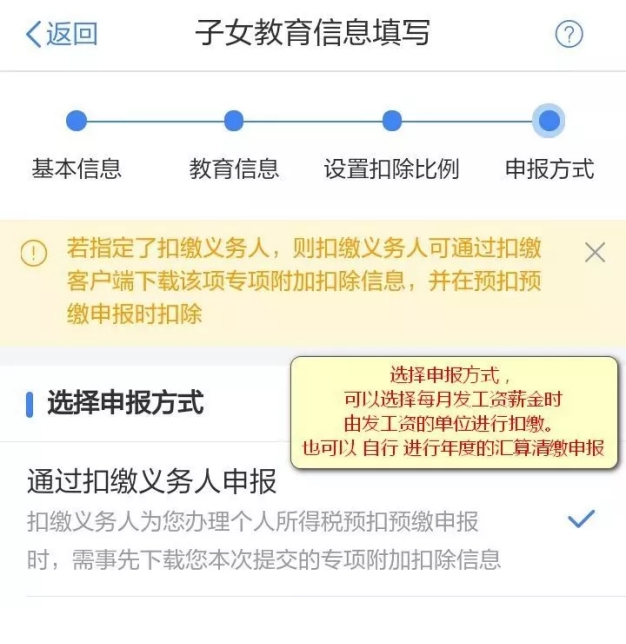 返回
子女教育信息填写
?
基本信息
教育信息
设置扣除比例
申报方式
若指定了扣缴义务人，则扣缴义务人可通过扣缴
客户端下载该项专项附加扣除信息，并在预扣预
缴申报时扣除
选择申报方式，
可以选择每月发工资薪金时
由发工资的单位进行扣缴。
也可以 自行 进行年度的汇算清缴申报
选择申报方式
通过扣缴义务人申报
扣缴义务人为您办理个人所得税预扣预缴申报
时，需事先下载您本次提交的专项附加扣除信息